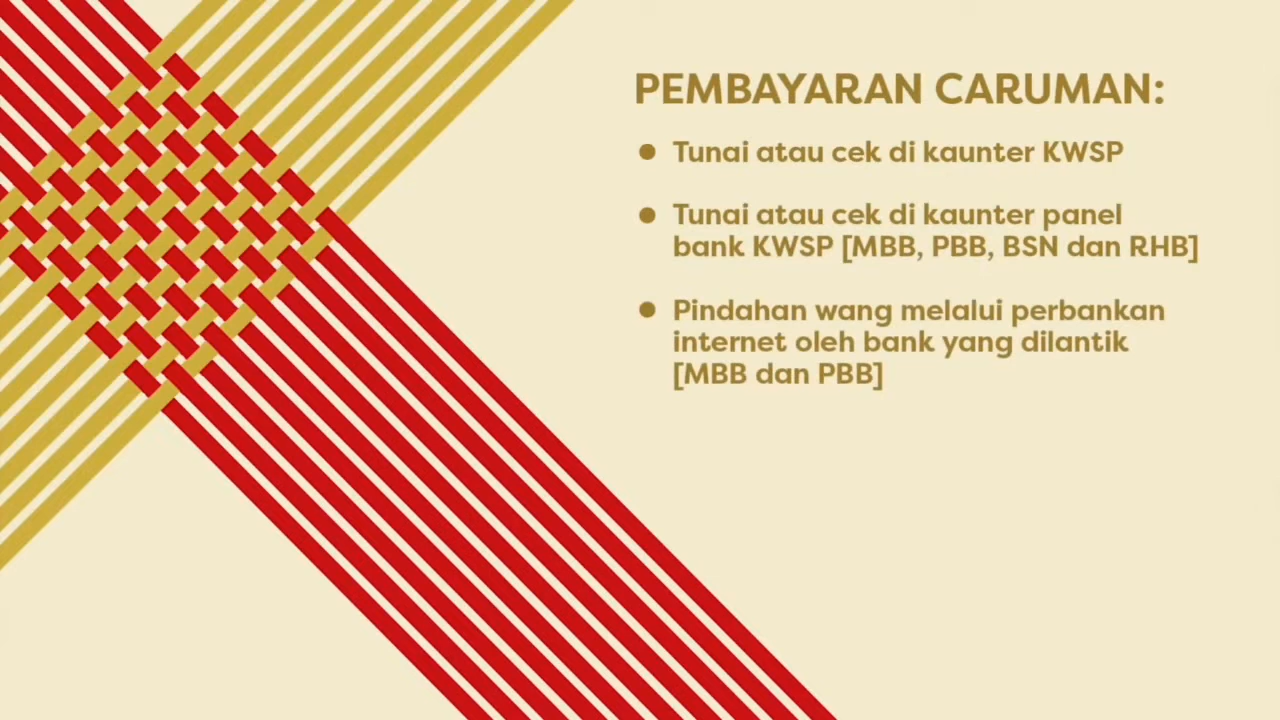 PEMBAYARAN CARUMAN:
● Tunai atau cek di kaunter KWSP
● Tunai atau cek di kaunter panel
bank KWSP [MBB, PBB, BSN dan RHB]
● Pindahan wang melalui perbankan
internet oleh bank yang dilantik
[MBB dan PBB]